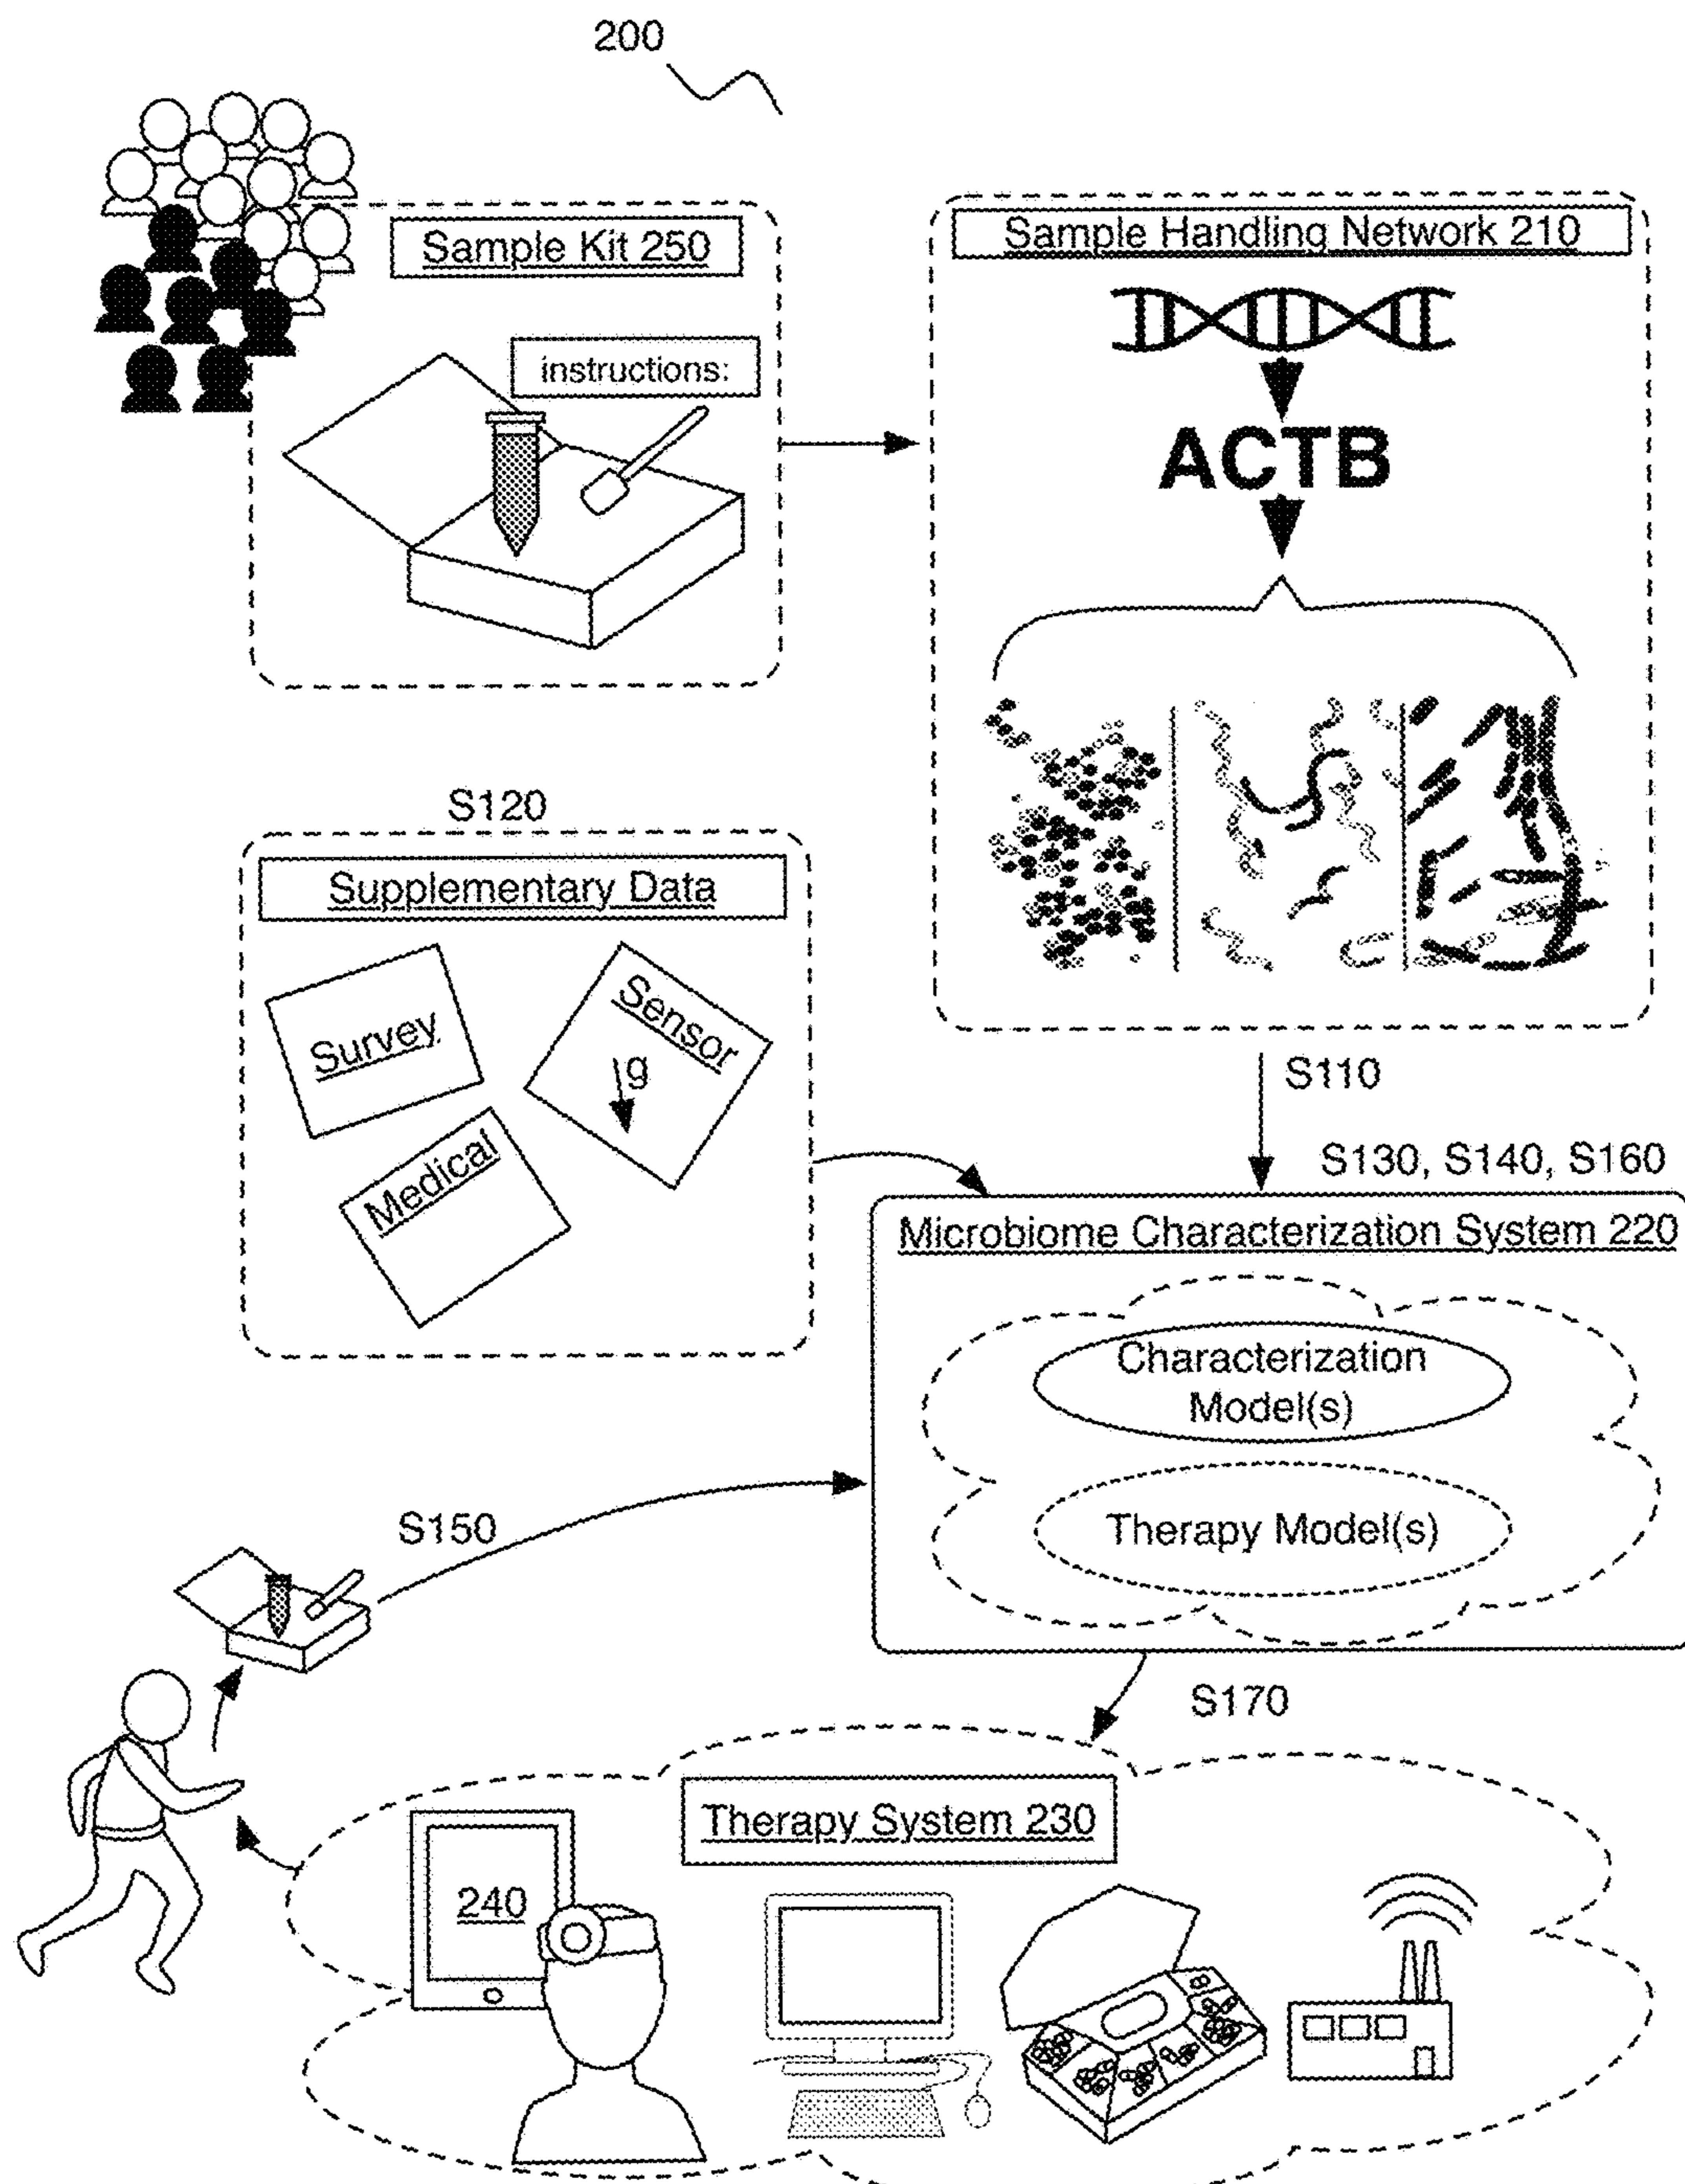 200
Sample Kit 250
instructions:
Sample Handling Network 210
ACTB
S120
Supplementary Data
Survey
Sensor
g
Medical
S110
S130, S140, S160
Microbiome Characterization System 220
Characterization
Model(s)
Therapy Model(s)
S150
S170
Therapy System 230
240